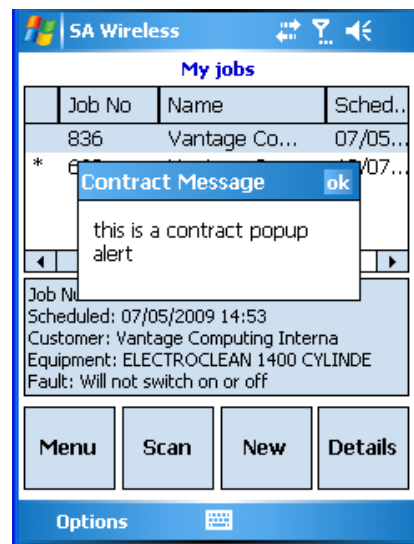 SA Wireless
My jobs
Job No Name Sched..
836 Vantage Co... 07/05...
* /07...
Contract Message ok
this is a contract popup
alert
Job
Scheduled: 07/05/2009 14:53
Customer: Vantage Computing Interna
Equipment: ELECTROCLEAN 1400 CYLINDE
Fault: Will not switch on or off
Menu Scan New Details
Options